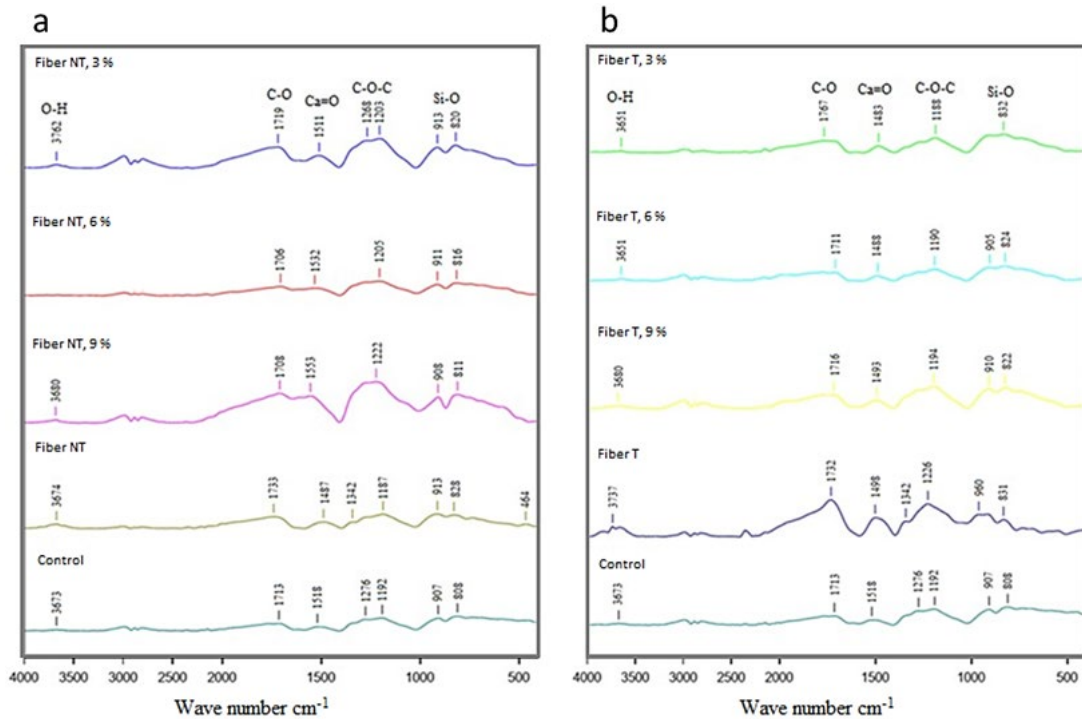 a
Fiber NT, 3 %
O-H
C-O
Ca=O
C-O-C
Si-O
3762
1719
1511
1268
1203
913
820
Fiber NT, 6 %
1706
1532
1205
911
816
Fiber NT, 9 %
3680
1708
1553
1222
908
811
Fiber NT
3674
1733
1487
1342
1187
913
828
464
Control
3673
1713
1518
1276
1192
907
808
4000 3500 3000 2500 2000 1500 1000 500
Wave number cm-1
b
Fiber T, 3 %
O-H
C-O
Ca=O
C-O-C
Si-O
3651
1767
1483
1188
832
Fiber T, 6 %
3651
1711
1488
1190
905
824
Fiber T, 9 %
3680
1716
1493
1194
910
822
Fiber T
3737
1732
1498
1342
1226
960
831
Control
3673
1713
1518
1276
1192
907
808
4000 3500 3000 2500 2000 1500 1000 500
Wave number cm-1